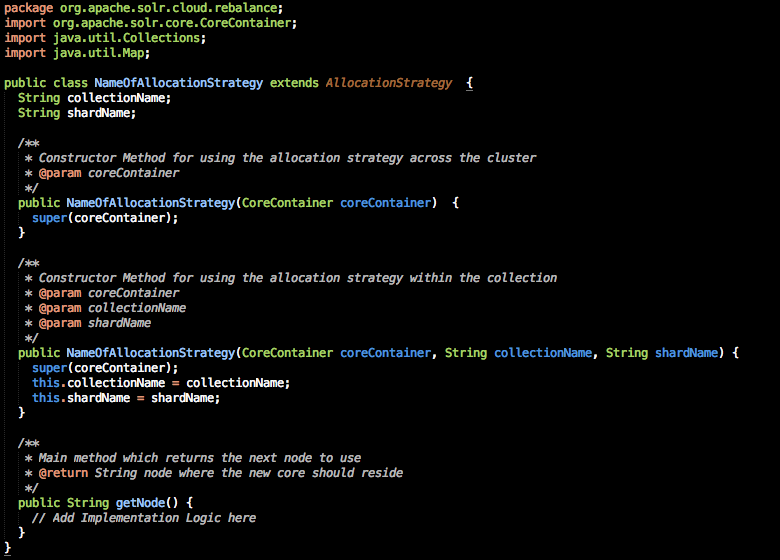 package org.apache.solr.cloud.rebalance;
import org.apache.solr.core.CoreContainer;
import java.util.Collections;
import java.util.Map;

public class NameOfAllocationStrategy extends AllocationStrategy  {
  String collectionName;
  String shardName;

  /**
   * Constructor Method for using the allocation strategy across the cluster
   * @param coreContainer
   */
  public NameOfAllocationStrategy(CoreContainer coreContainer)  {
    super(coreContainer);
  }

  /**
   * Constructor Method for using the allocation strategy within the collection
   * @param coreContainer
   * @param collectionName
   * @param shardName
   */
  public NameOfAllocationStrategy(CoreContainer coreContainer, String collectionName, String shardName) {
    super(coreContainer);
    this.collectionName = collectionName;
    this.shardName = shardName;
  }

  /**
   * Main method which returns the next node to use
   * @return String node where the new core should reside
   */
  public String getNode() {
    // Add Implementation Logic here
  }
}